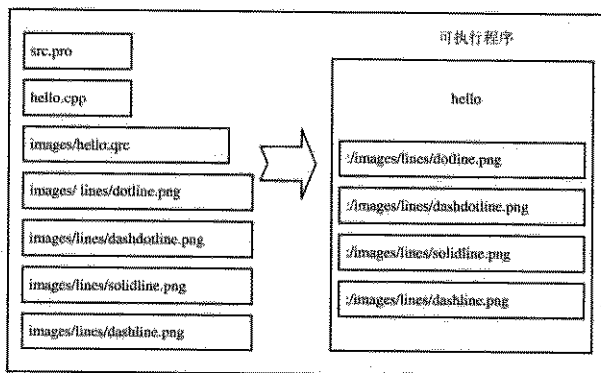 src.pro
hello.cpp
images/hello.qrc
images/ lines/dotline.png
images/lines/dashdotline.png
images/lines/solidline.png
images/lines/dashline.png
可执行程序
hello
:/images/lines/dotline.png
:/images/lines/dashdotline.png
:/images/lines/solidline.png
:/images/lines/dashline.png